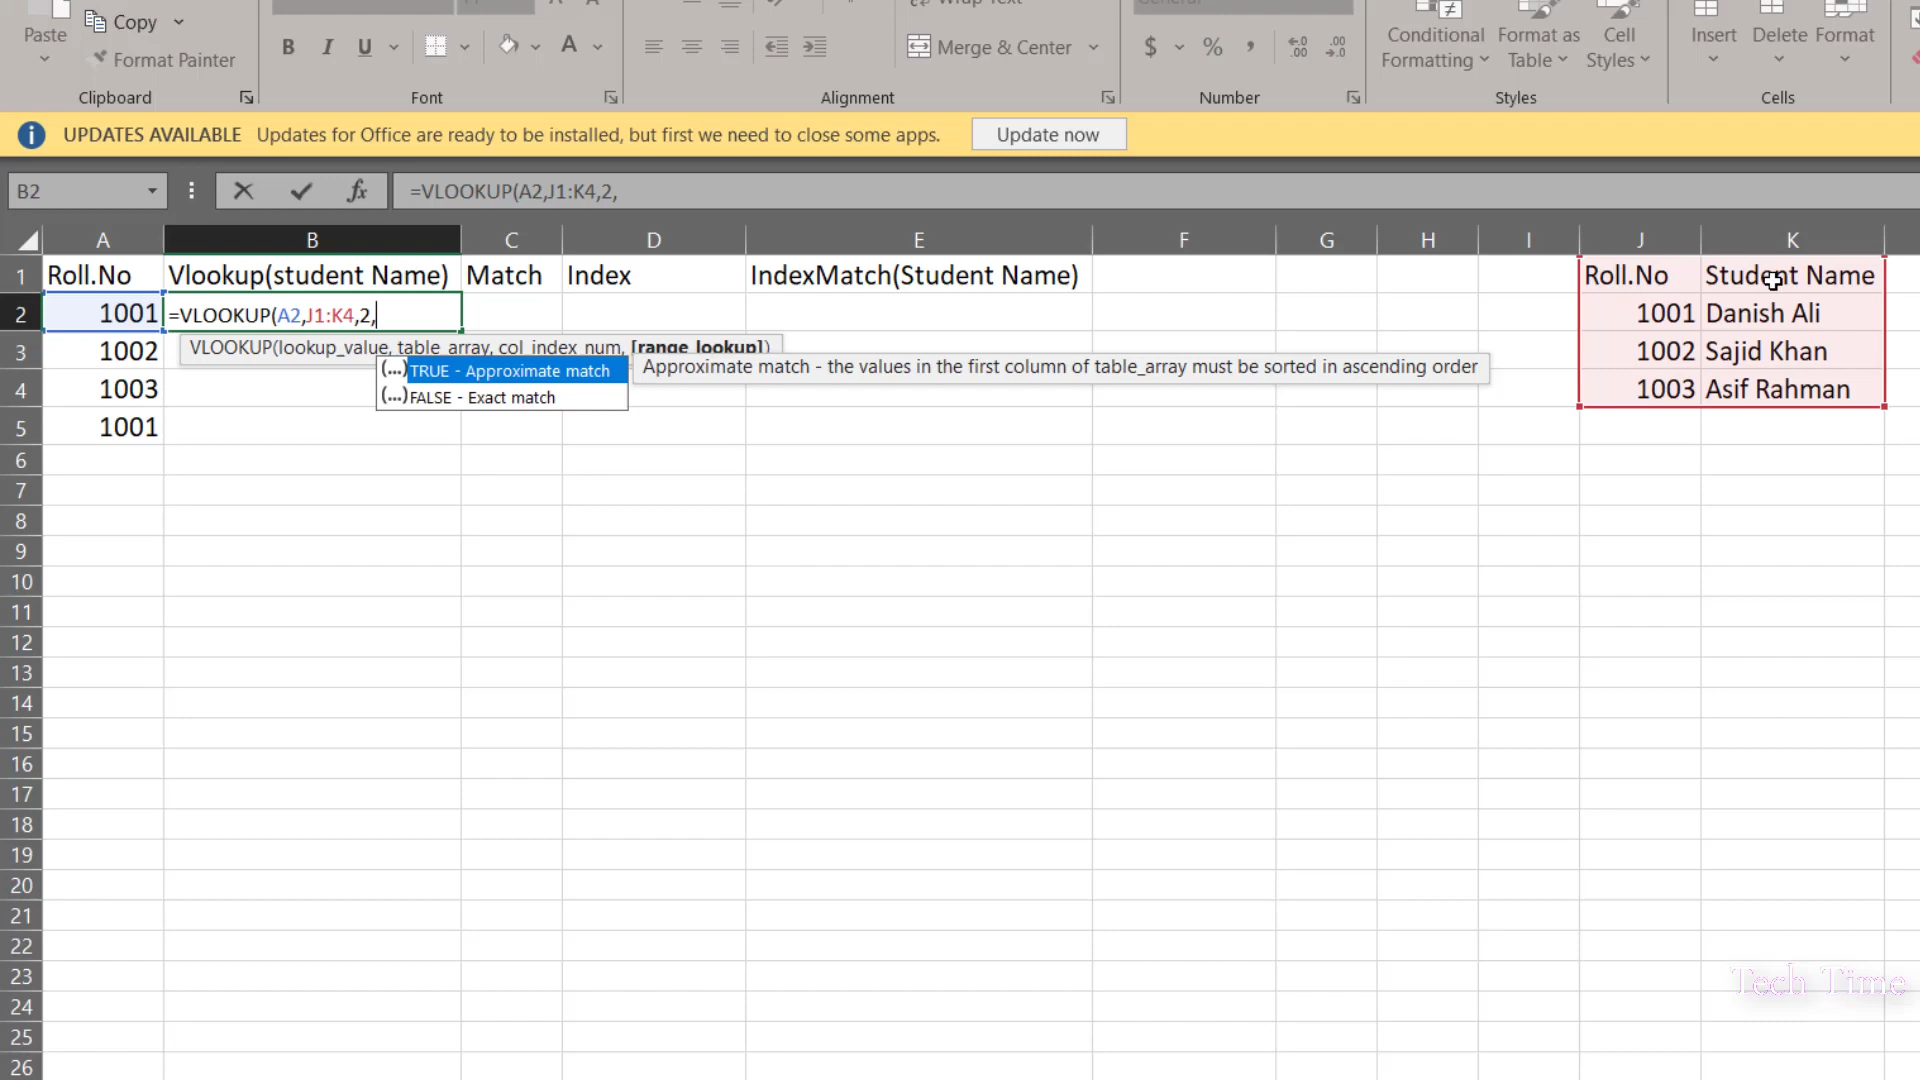 Paste
Copy
Format Painter
Wrap Text
General
B I U A
Merge & Center
$ % ,
Conditional Formatting
Format as Table
Cell Styles
Insert
Delete
Format
Clipboard
Font
Alignment
Number
Styles
Cells
UPDATES AVAILABLE Updates for Office are ready to be installed, but first we need to close some apps. Update now
B2 fx =VLOOKUP(A2,J1:K4,2,
A B C D E F G H I J K
1 Roll.No Vlookup(student Name) Match Index IndexMatch(Student Name) Roll.No Student Name
2 1001 =VLOOKUP(A2,J1:K4,2, 1001 Danish Ali
VLOOKUP(lookup_value, table_array, col_index_num, [range_lookup])
3 1002 1002 Sajid Khan
(...) TRUE - Approximate match
Approximate match - the values in the first column of table_array must be sorted in ascending order
(...) FALSE - Exact match
4 1003 1003 Asif Rahman
5 1001
6
7
8
9
10
11
12
13
14
15
16
17
18
19
20
21
22
23
Tech Time
24
25
26